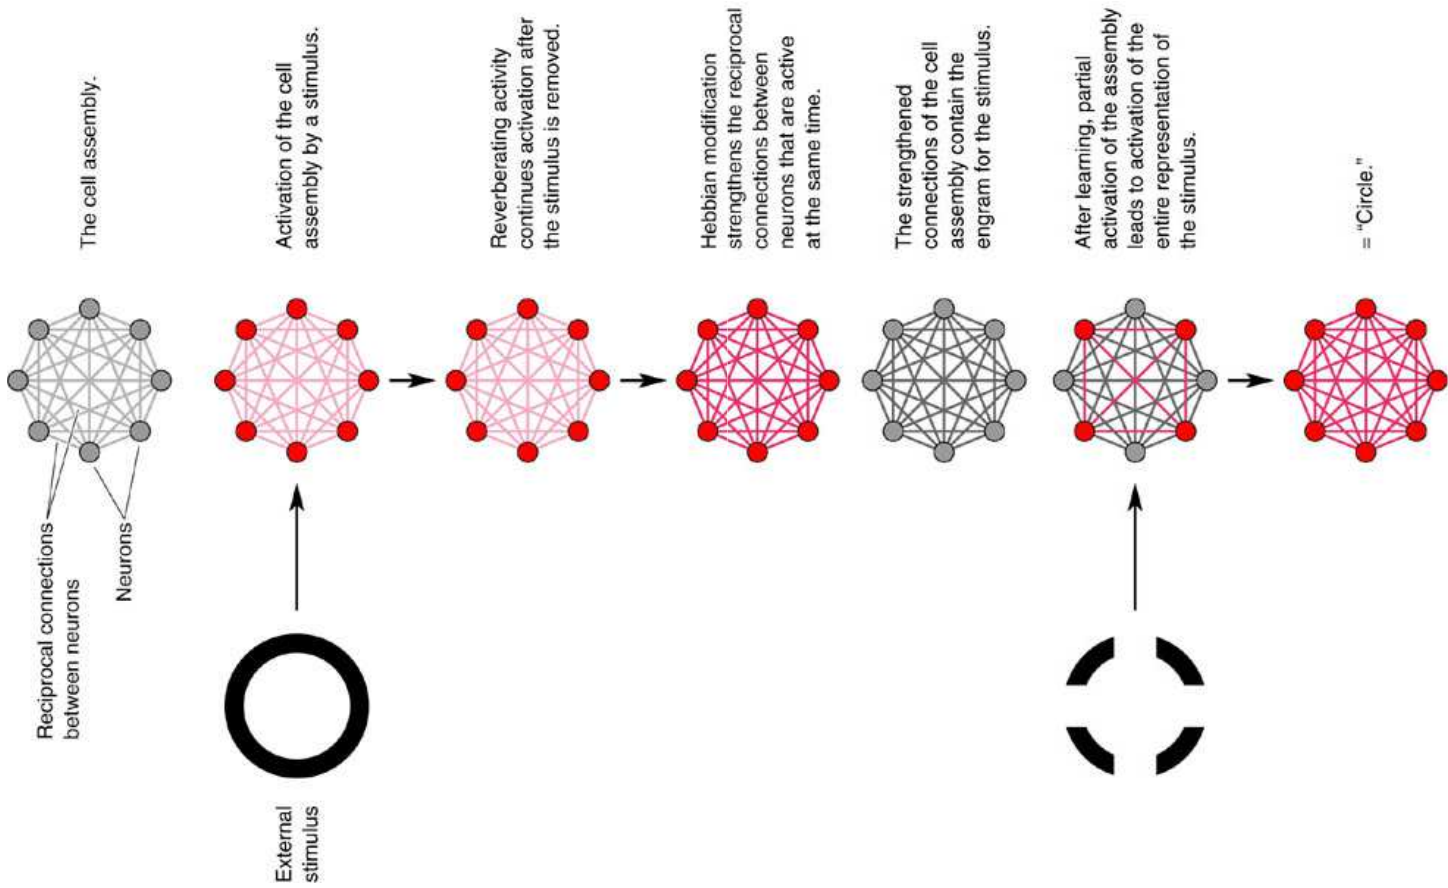 Reciprocal connections
between neurons
Neurons
The cell assembly.
External
stimulus
Activation of the cell
assembly by a stimulus.
Reverberating activity
continues activation after
the stimulus is removed.
Hebbian modification
strengthens the reciprocal
connections between
neurons that are active
at the same time.
The strengthened
connections of the cell
assembly contain the
engram for the stimulus.
After learning, partial
activation of the assembly
leads to activation of the
entire representation of
the stimulus.
= "Circle."